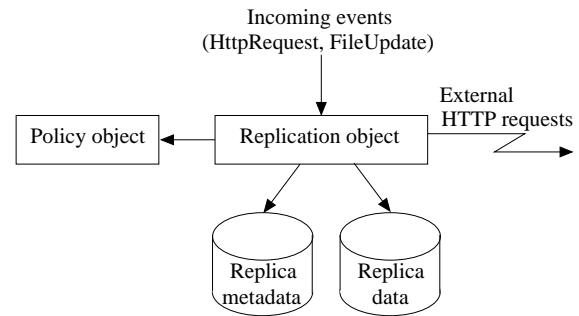 Incoming events
(HttpRequest, FileUpdate)
External
HTTP requests
Policy object
Replication object
Replica
metadata
Replica
data